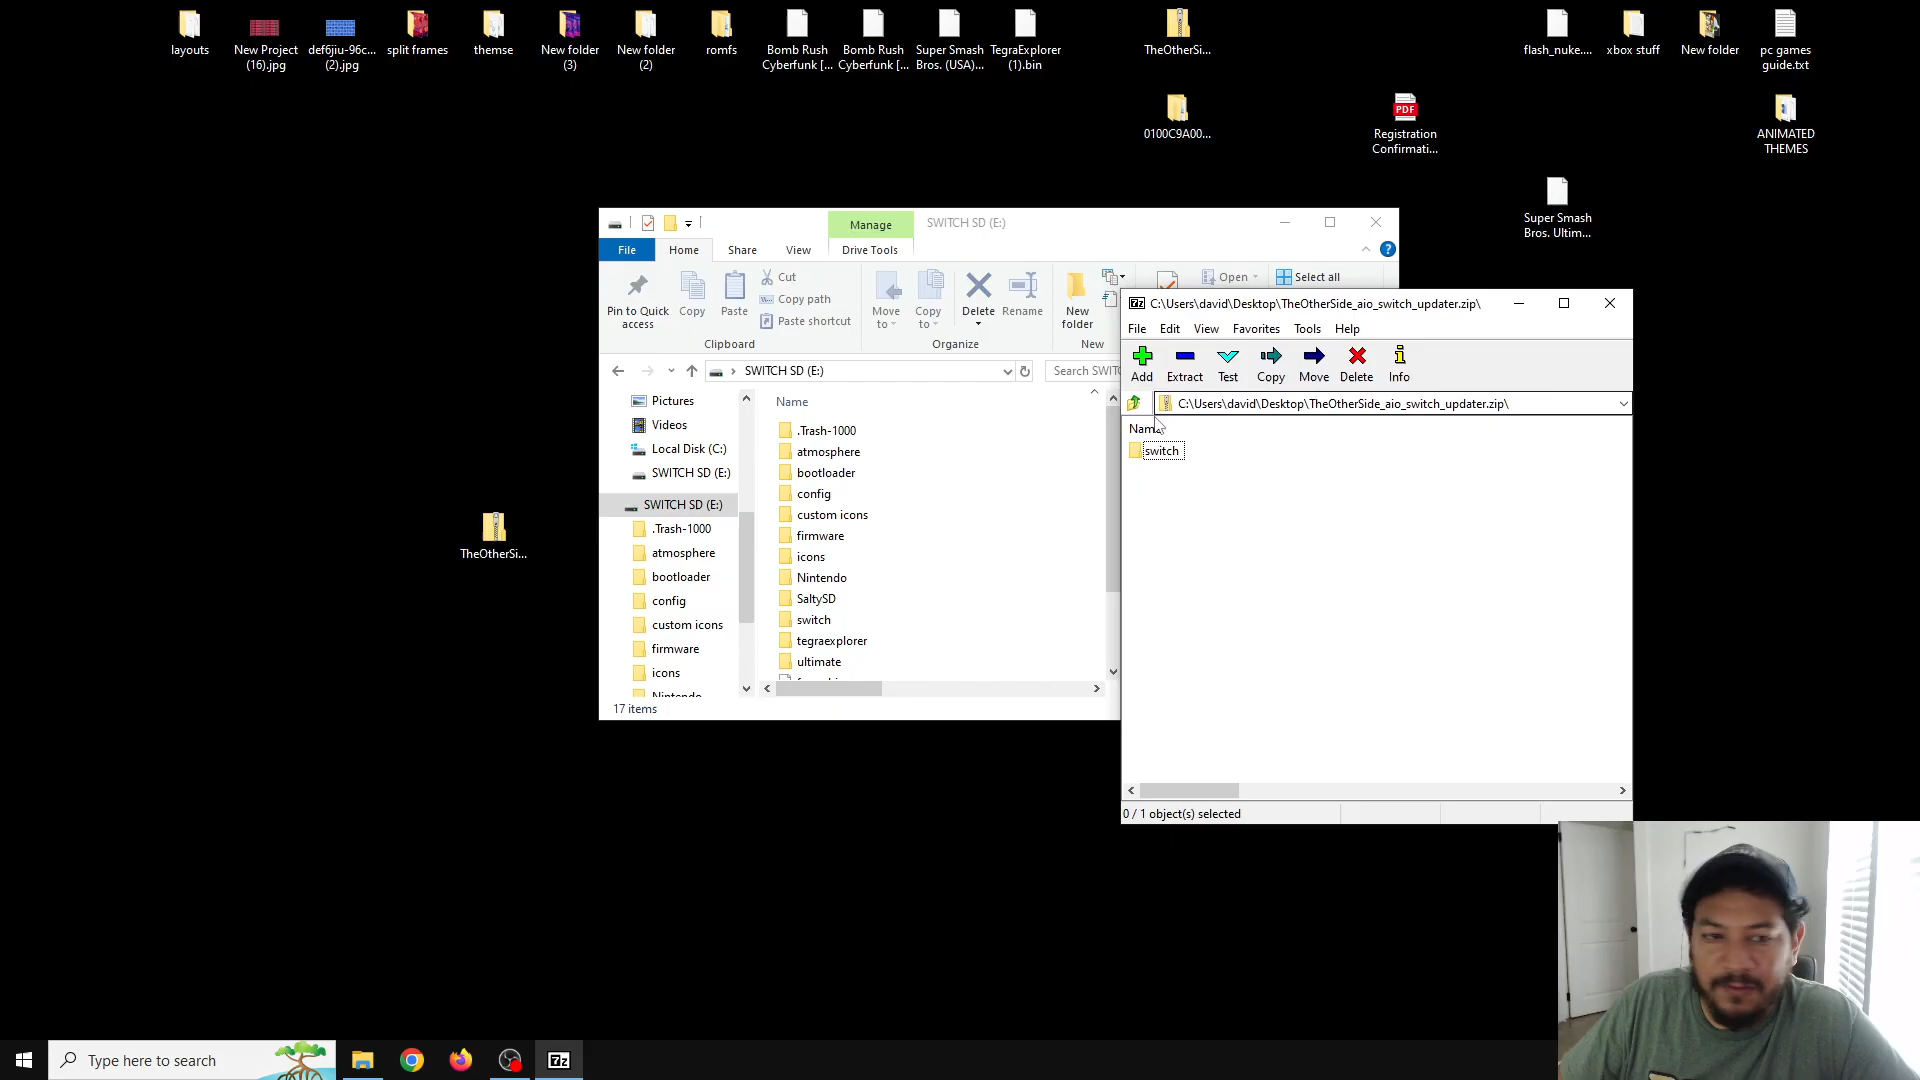 layouts
New Project
(16).jpg
def6jiu-96c...
(2).jpg
split frames
themse
New folder
(3)
New folder
(2)
romfs
Bomb Rush
Cyberfunk [...
Bomb Rush
Cyberfunk [...
Super Smash
Bros. (USA)...
TegraExplorer
(1).bin
TheOtherSi...
flash_nuke....
xbox stuff
New folder
pc games
guide.txt
0100C9A00...
PDF
Registration
Confirmati...
ANIMATED
THEMES
Super Smash
Bros. Ultim...
TheOtherSi...
Manage
SWITCH SD (E:)
File
Home
Share
View
Drive Tools
Pin to Quick
access
Copy
Paste
Cut
Copy path
Paste shortcut
Clipboard
Move
to
Copy
to
Delete
Rename
Organize
New
folder
New
Open
Select all
SWITCH SD (E:)
Search SWITC
Pictures
Videos
Local Disk (C:)
SWITCH SD (E:)
SWITCH SD (E:)
.Trash-1000
atmosphere
bootloader
config
custom icons
firmware
icons
Nintendo
Name
.Trash-1000
atmosphere
bootloader
config
custom icons
firmware
icons
Nintendo
SaltySD
switch
tegraexplorer
ultimate
17 items
7z
C:\Users\david\Desktop\TheOtherSide_aio_switch_updater.zip\
File
Edit
View
Favorites
Tools
Help
Add
Extract
Test
Copy
Move
Delete
Info
C:\Users\david\Desktop\TheOtherSide_aio_switch_updater.zip\
Name
switch
0 / 1 object(s) selected
Type here to search
7z